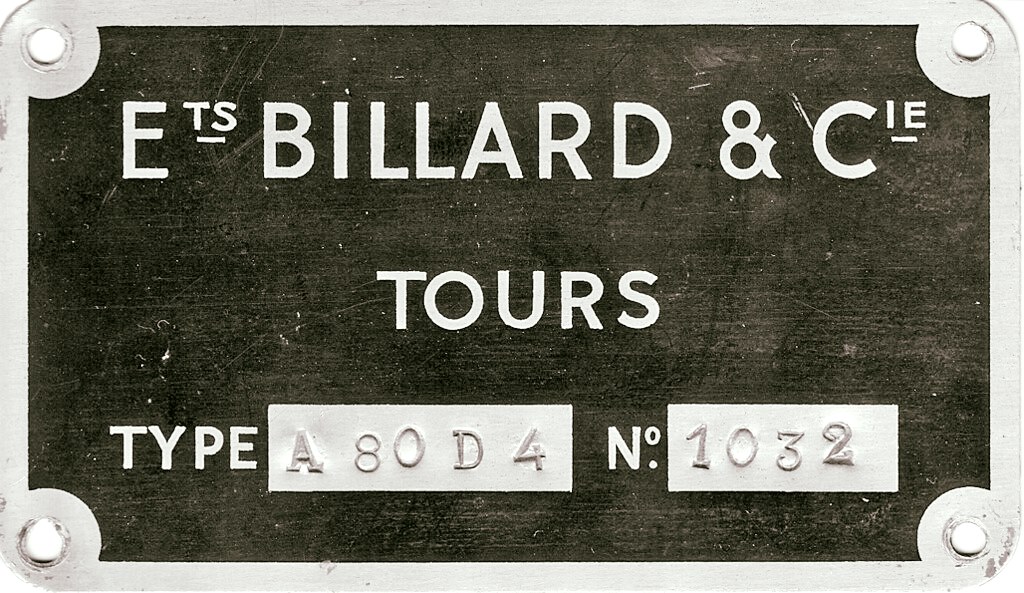 ETS BILLARD & CIE
TOURS
TYPE A 80 D 4 Nº. 1032